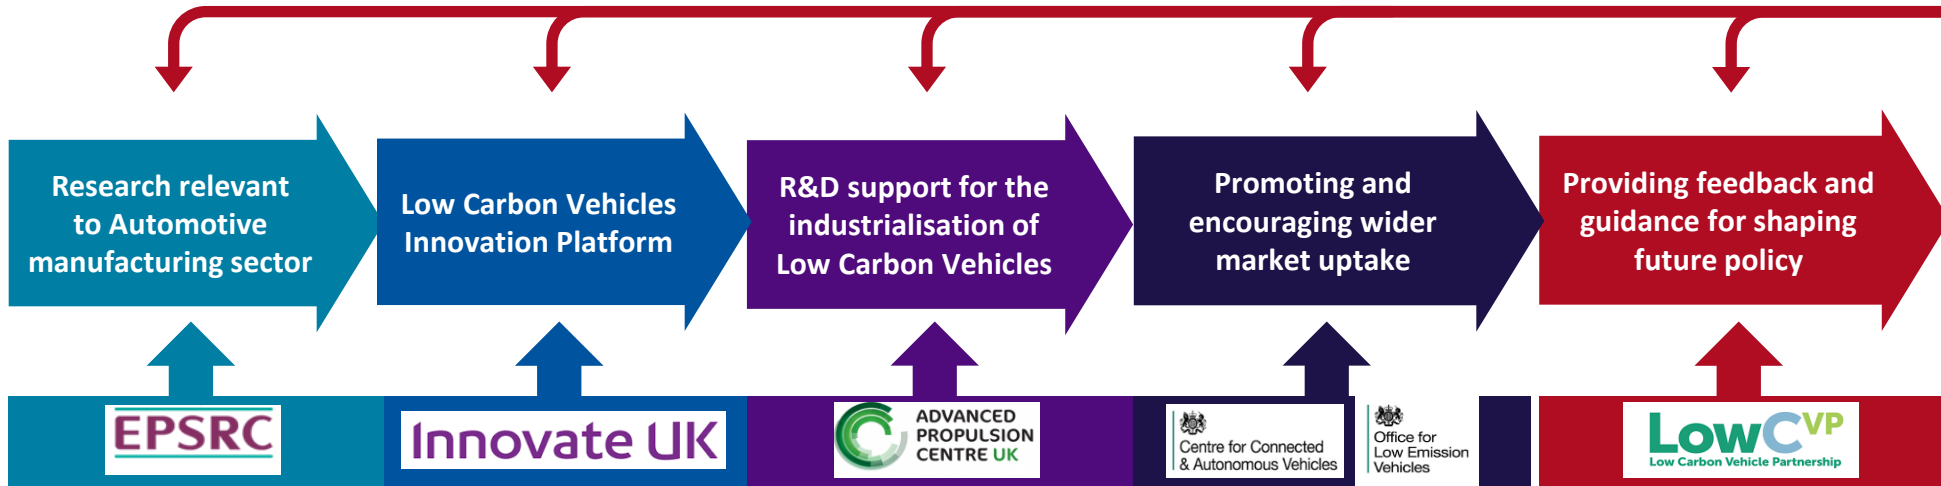 Research relevant
to Automotive
manufacturing sector
Low Carbon Vehicles
Innovation Platform
R&D support for the
industrialisation of
Low Carbon Vehicles
Promoting and
encouraging wider
market uptake
Providing feedback and
guidance for shaping
future policy
EPSRC
Innovate UK
ADVANCED
PROPULSION
CENTRE UK
Centre for Connected
& Autonomous Vehicles
Office for
Low Emission
Vehicles
LowCVP
Low Carbon Vehicle Partnership